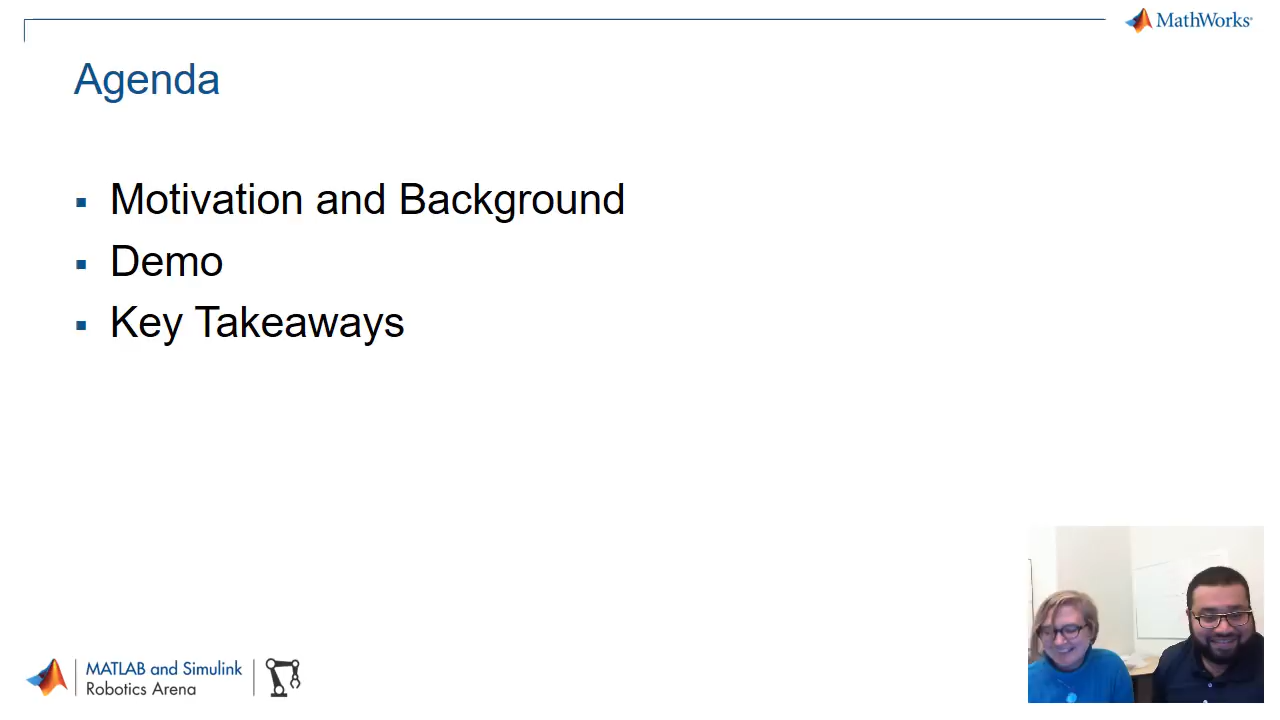 MathWorks
Agenda
Motivation and Background
Demo
Key Takeaways
MATLAB and Simulink
Robotics Arena